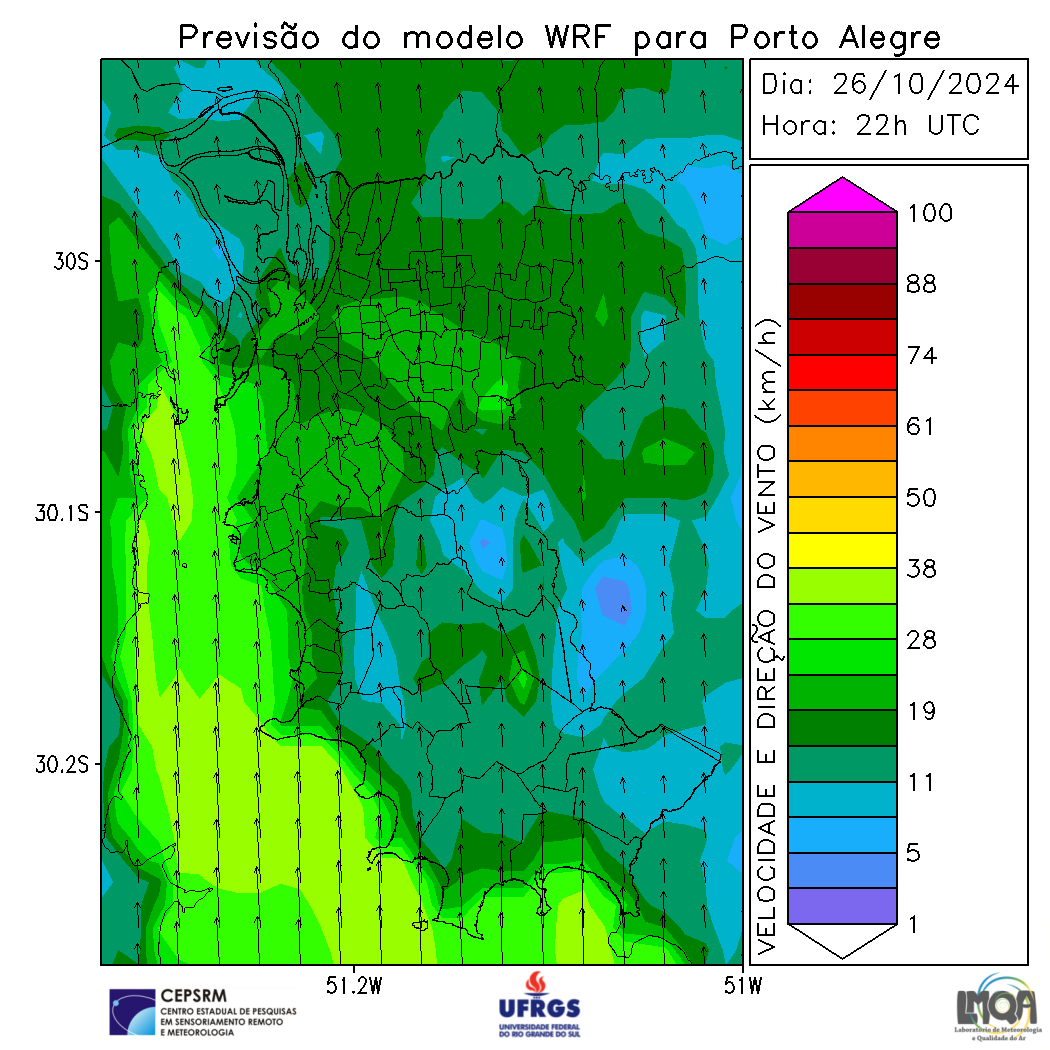 Previsão do modelo WRF para Porto Alegre
Dia: 26/10/2024
Hora: 22h UTC
30S
30.1S
30.2S
51.2W
51W
VELOCIDADE E DIREÇÃO DO VENTO (km/h)
100
88
74
61
50
38
28
19
11
5
1
CEPSRM
CENTRO ESTADUAL DE PESQUISAS
EM SENSORIAMENTO REMOTO
E METEOROLOGIA
UFRGS
UNIVERSIDADE FEDERAL
DO RIO GRANDE DO SUL
LMQA
Laboratório de Meteorologia
e Qualidade do Ar